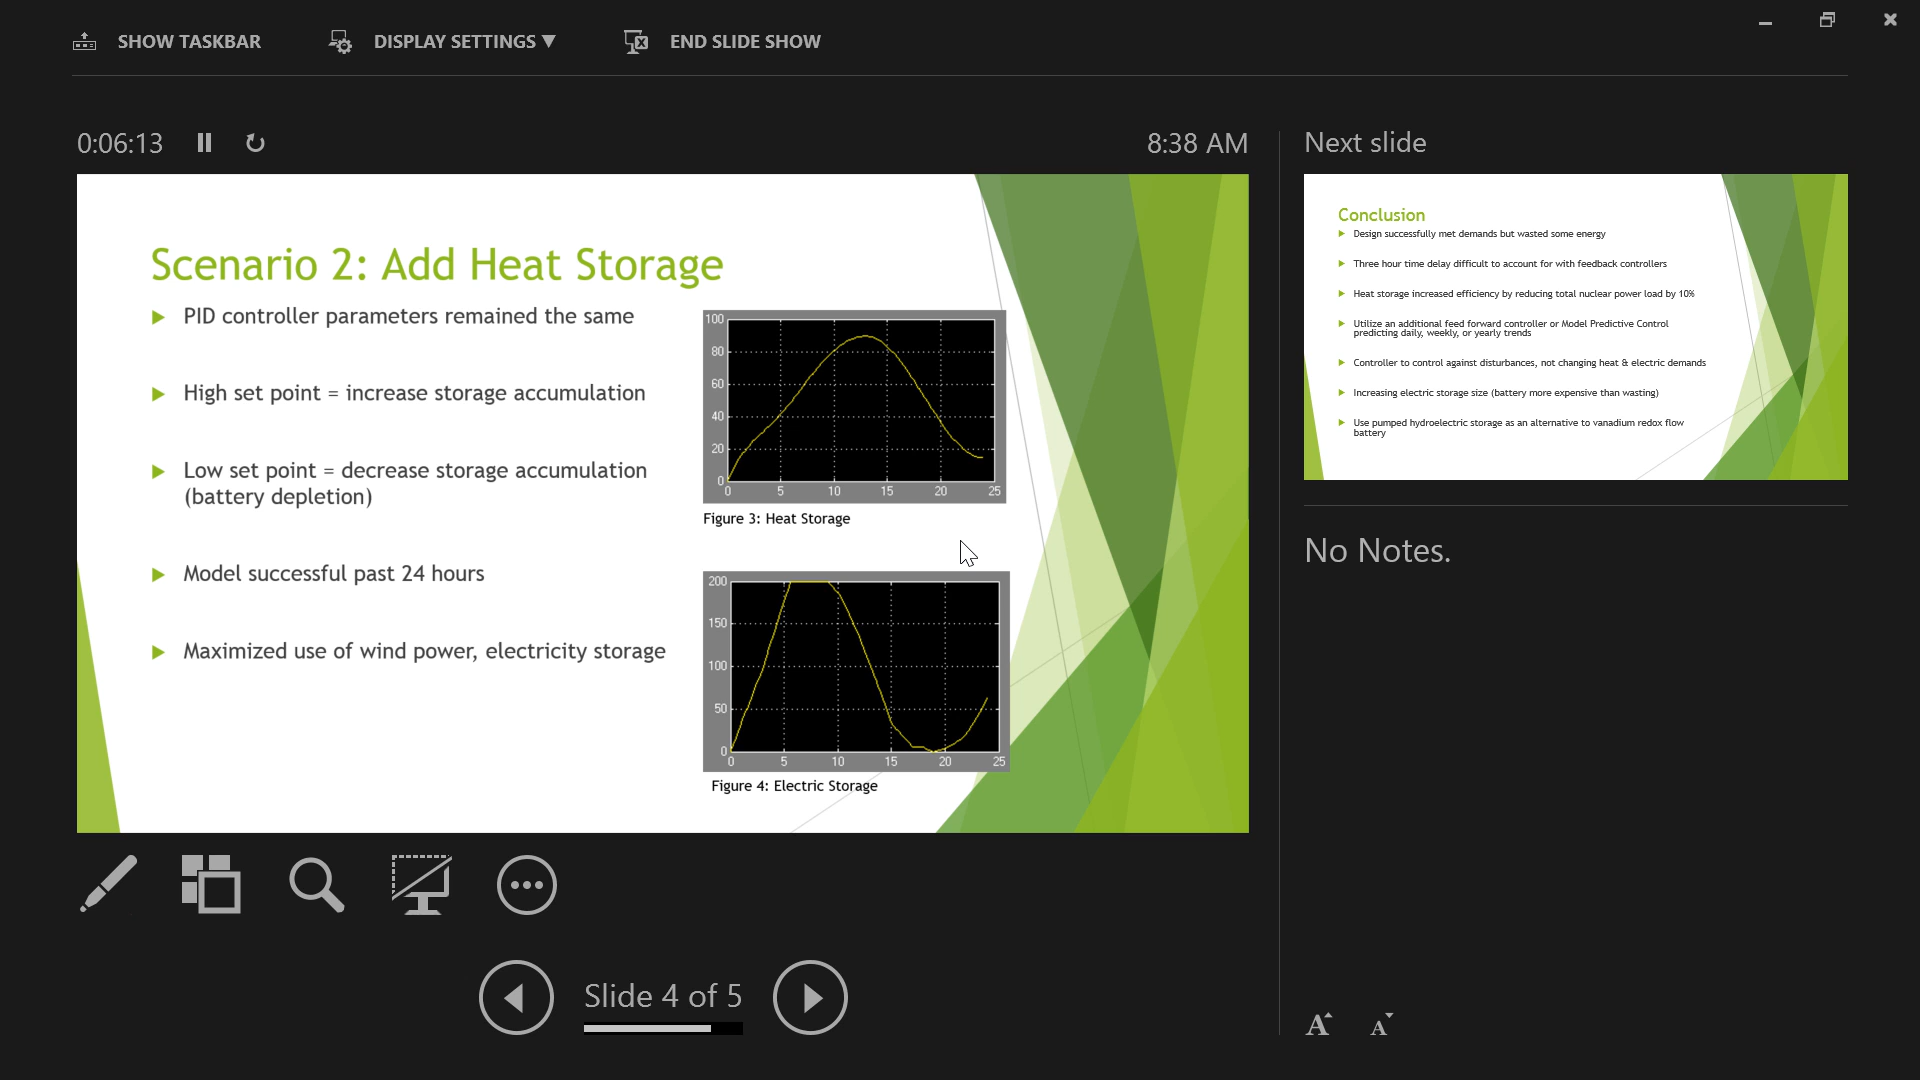 SHOW TASKBAR
DISPLAY SETTINGS ▼
END SLIDE SHOW
0:06:13
8:38 AM
Next slide
Scenario 2: Add Heat Storage
► PID controller parameters remained the same
► High set point = increase storage accumulation
► Low set point = decrease storage accumulation
(battery depletion)
► Model successful past 24 hours
► Maximized use of wind power, electricity storage
100
80
60
40
20
0
0 5 10 15 20 25
Figure 3: Heat Storage
200
150
100
50
0
0 5 10 15 20 25
Figure 4: Electric Storage
Conclusion
► Design successfully met demands but wasted some energy
► Three hour time delay difficult to account for with feedback controllers
► Heat storage increased efficiency by reducing total nuclear power load by 10%
► Utilize an additional feed forward controller or Model Predictive Control
predicting daily, weekly, or yearly trends
► Controller to control against disturbances, not changing heat & electric demands
► Increasing electric storage size (battery more expensive than wasting)
► Use pumped hydroelectric storage as an alternative to vanadium redox flow
battery
No Notes.
Slide 4 of 5
A A